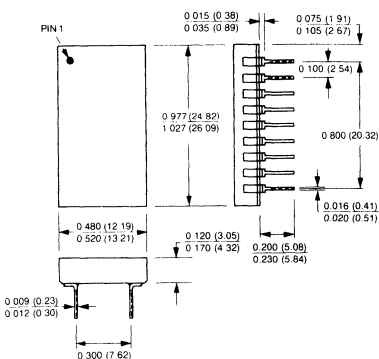 PIN 1
0 015 (0 38)
0 035 (0 89)
0 075 (1 91)
0 105 (2 67)
0 100 (2 54)
0 977 (24 82)
1 027 (26 09)
0 800 (20 32)
0 016 (0 41)
0 020 (0 51)
0 480 (12 19)
0 520 (13 21)
0 120 (3 05)
0 170 (4 32)
0 200 (5 08)
0 230 (5 84)
0 009 (0 23)
0 012 (0 30)
0 300 (7 62)